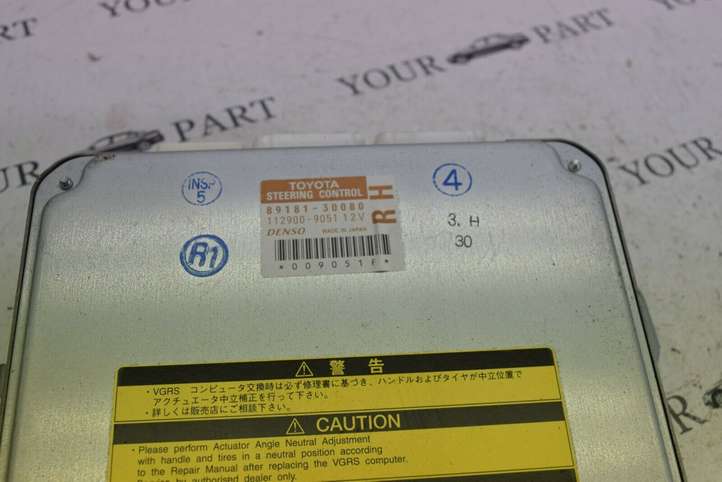 YOUR
YOUR
PART
YOUR
PART
INSP
5
TOYOTA
STEERING CONTROL
89181-30080
112900-9051 12V
DENSO MADE IN JAPAN
RH
*009051F*
4
3. H
30
R1
警告
・VGRS コンピュータ交換時は必ず修理書に基づき、ハンドルおよびタイヤが中立位置で
アクチュエータ中立補正を行って下さい。
・詳しくは販売店にご相談下さい。
CAUTION
・Please perform Actuator Angle Neutral Adjustment
with handle and tires in a neutral position according
to the Repair Manual after replacing the VGRS computer.
by authorised dealer only.